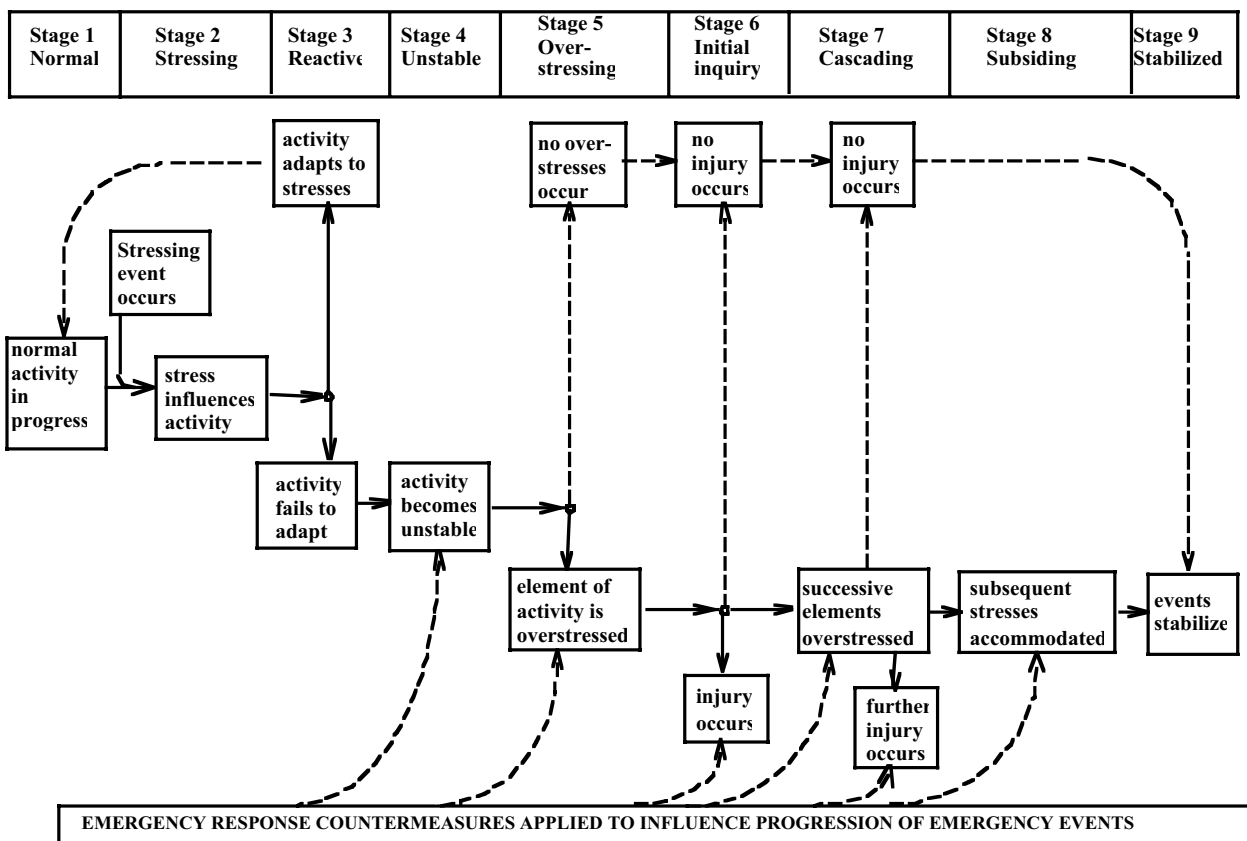 Stage 1
Normal
Stage 2
Stressing
Stage 3
Reactive
Stage 4
Unstable
Stage 5
Over-
stressing
Stage 6
Initial
inquiry
Stage 7
Cascading
Stage 8
Subsiding
Stage 9
Stabilized
activity
adapts to
stresses
no over-
stresses
occur
no
injury
occurs
no
injury
occurs
Stressing
event
occurs
normal
activity
in
progress
stress
influences
activity
activity
fails to
adapt
activity
becomes
unstable
element of
activity is
overstressed
successive
elements
overstressed
subsequent
stresses
accommodated
events
stabilize
injury
occurs
further
injury
occurs
EMERGENCY RESPONSE COUNTERMEASURES APPLIED TO INFLUENCE PROGRESSION OF EMERGENCY EVENTS